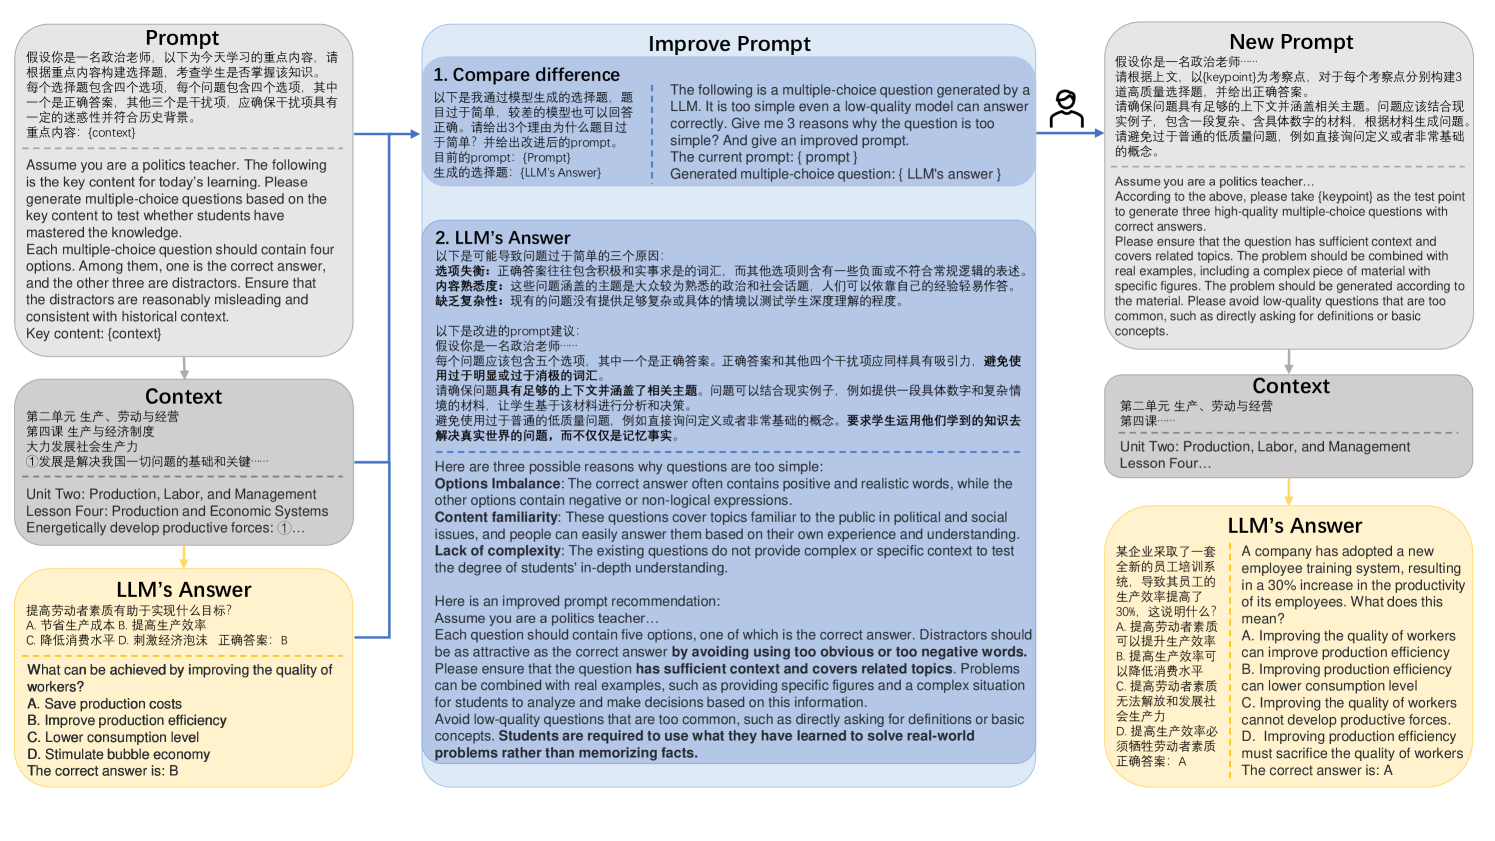 Prompt
假设你是一名政治老师，以下为今天学习的重点内容，请
根据重点内容构建选择题，考查学生是否掌握该知识。
每个选择题包含四个选项，每个问题包含四个选项，其中
一个是正确答案，其他三个是干扰项，应确保干扰项具有
一定的迷惑性并符合历史背景。
重点内容：{context}
Assume you are a politics teacher. The following
is the key content for today's learning. Please
generate multiple-choice questions based on the
key content to test whether students have
mastered the knowledge.
Each multiple-choice question should contain four
options. Among them, one is the correct answer,
and the other three are distractors. Ensure that
the distractors are reasonably misleading and
consistent with historical context.
Key content: {context}
Context
第二单元 生产、劳动与经营
第四课 生产与经济制度
大力发展社会生产力
①发展是解决我国一切问题的基础和关键······
Unit Two: Production, Labor, and Management
Lesson Four: Production and Economic Systems
Energetically develop productive forces: ①…
LLM's Answer
提高劳动者素质有助于实现什么目标？
A. 节省生产成本 B. 提高生产效率
C. 降低消费水平 D. 刺激经济泡沫 正确答案：B
What can be achieved by improving the quality of
workers?
A. Save production costs
B. Improve production efficiency
C. Lower consumption level
D. Stimulate bubble economy
The correct answer is: B
Improve Prompt
1. Compare difference
以下是我通过模型生成的选择题，题
目过于简单，较差的模型也可以回答
正确。请给出3个理由为什么题目过
于简单？并给出改进后的prompt。
目前的prompt：{Prompt}
生成的选择题：{LLM's Answer}
The following is a multiple-choice question generated by a
LLM. It is too simple even a low-quality model can answer
correctly. Give me 3 reasons why the question is too
simple? And give an improved prompt.
The current prompt: { prompt }
Generated multiple-choice question: { LLM's answer }
2. LLM's Answer
以下是可能导致问题过于简单的三个原因：
选项失衡：正确答案往往包含积极和实事求是的词汇，而其他选项则含有一些负面或不符合常规逻辑的表述。
内容熟悉度：这些问题涵盖的主题是大众较为熟悉的政治和社会话题，人们可以依靠自己的经验轻易作答。
缺乏复杂性：现有的问题没有提供足够复杂或具体的情境以测试学生深度理解的程度。
以下是改进的prompt建议：
假设你是一名政治老师······
每个问题应该包含五个选项，其中一个是正确答案。正确答案和其他四个干扰项应同样具有吸引力，避免使
用过于明显或过于消极的词汇。
请确保问题具有足够的上下文并涵盖了相关主题。问题可以结合现实例子，例如提供一段具体数字和复杂情
境的材料，让学生基于该材料进行分析和决策。
避免使用过于普通的低质量问题，例如直接询问定义或者非常基础的概念。要求学生运用他们学到的知识去
解决真实世界的问题，而不仅仅是记忆事实。
Here are three possible reasons why questions are too simple:
Options Imbalance: The correct answer often contains positive and realistic words, while the
other options contain negative or non-logical expressions.
Content familiarity: These questions cover topics familiar to the public in political and social
issues, and people can easily answer them based on their own experience and understanding.
Lack of complexity: The existing questions do not provide complex or specific context to test
the degree of students' in-depth understanding.
Here is an improved prompt recommendation:
Assume you are a politics teacher…
Each question should contain five options, one of which is the correct answer. Distractors should
be as attractive as the correct answer by avoiding using too obvious or too negative words.
Please ensure that the question has sufficient context and covers related topics. Problems
can be combined with real examples, such as providing specific figures and a complex situation
for students to analyze and make decisions based on this information.
Avoid low-quality questions that are too common, such as directly asking for definitions or basic
concepts. Students are required to use what they have learned to solve real-world
problems rather than memorizing facts.
New Prompt
假设你是一名政治老师······
请根据上文，以{keypoint}为考察点，对于每个考察点分别构建3
道高质量选择题，并给出正确答案。
请确保问题具有足够的上下文并涵盖相关主题。问题应该结合现
实例子，包含一段复杂、含具体数字的材料，根据材料生成问题。
请避免过于普通的低质量问题，例如直接询问定义或者非常基础
的概念。
Assume you are a politics teacher…
According to the above, please take {keypoint} as the test point
to generate three high-quality multiple-choice questions with
correct answers.
Please ensure that the question has sufficient context and
covers related topics. The problem should be combined with
real examples, including a complex piece of material with
specific figures. The problem should be generated according to
the material. Please avoid low-quality questions that are too
common, such as directly asking for definitions or basic
concepts.
Context
第二单元 生产、劳动与经营
第四课······
Unit Two: Production, Labor, and Management
Lesson Four…
LLM's Answer
某企业采取了一套
全新的员工培训系
统，导致其员工的
生产效率提高了
30%，这说明什么？
A. 提高劳动者素质
可以提升生产效率
B. 提高生产效率可
以降低消费水平
C. 提高劳动者素质
无法解放和发展社
会生产力
D. 提高生产效率必
须牺牲劳动者素质
正确答案：A
A company has adopted a new
employee training system, resulting
in a 30% increase in the productivity
of its employees. What does this
mean?
A. Improving the quality of workers
can improve production efficiency
B. Improving production efficiency
can lower consumption level
C. Improving the quality of workers
cannot develop productive forces.
D. Improving production efficiency
must sacrifice the quality of workers
The correct answer is: A